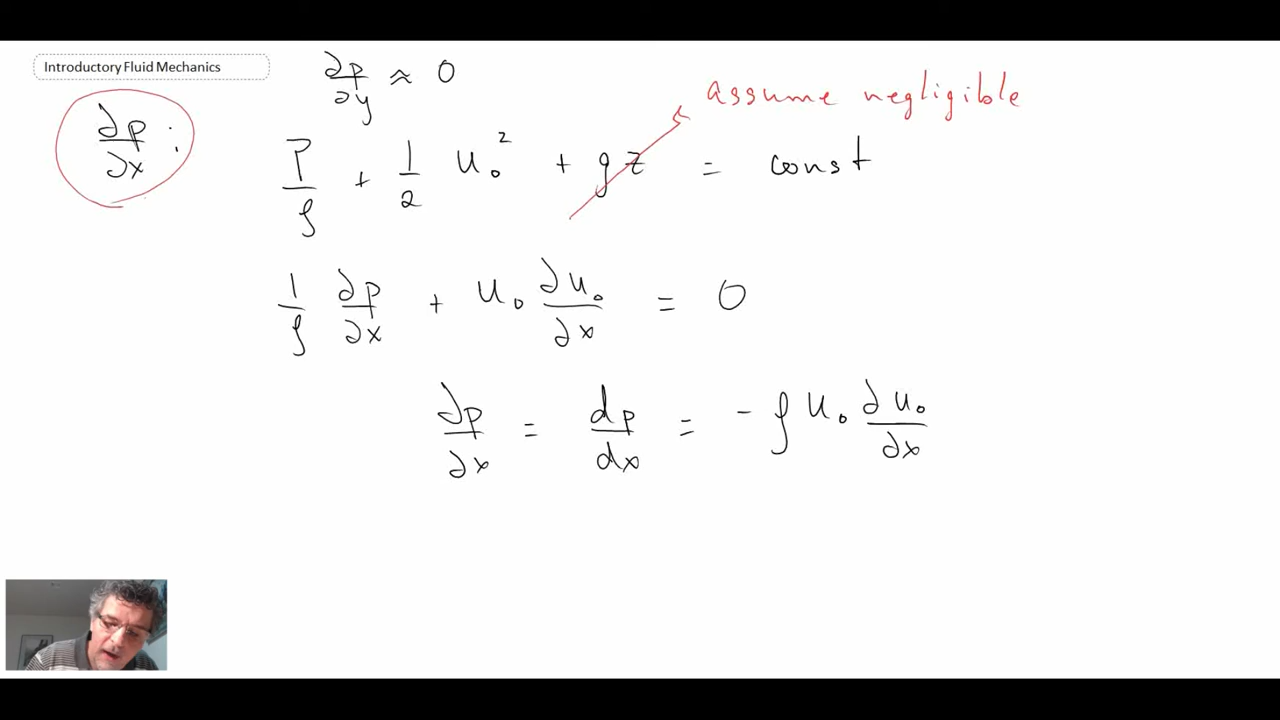 Introductory Fluid Mechanics
∂p/∂y ≈ 0
assume negligible
∂p/∂x :
P/ρ + 1/2 u₀² + gz = const
1/ρ ∂p/∂x + u₀ ∂u₀/∂x = 0
∂p/∂x = dp/dx = - ρ u₀ ∂u₀/∂x